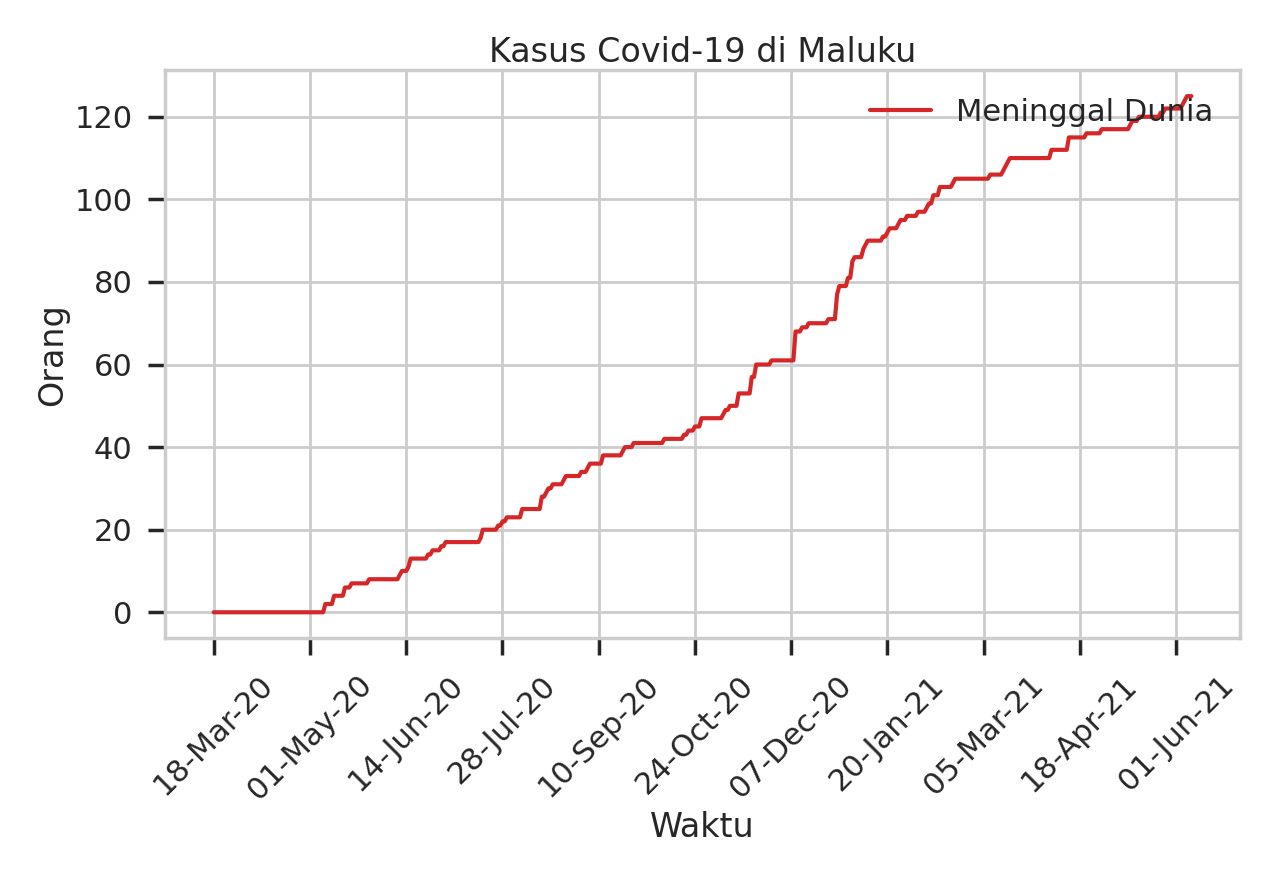 Kasus Covid-19 di Maluku
Meninggal Dunia
120
100
80
60
40
20
0
Orang
18-Mar-20
01-May-20
14-Jun-20
28-Jul-20
10-Sep-20
24-Oct-20
07-Dec-20
20-Jan-21
05-Mar-21
18-Apr-21
01-Jun-21
Waktu